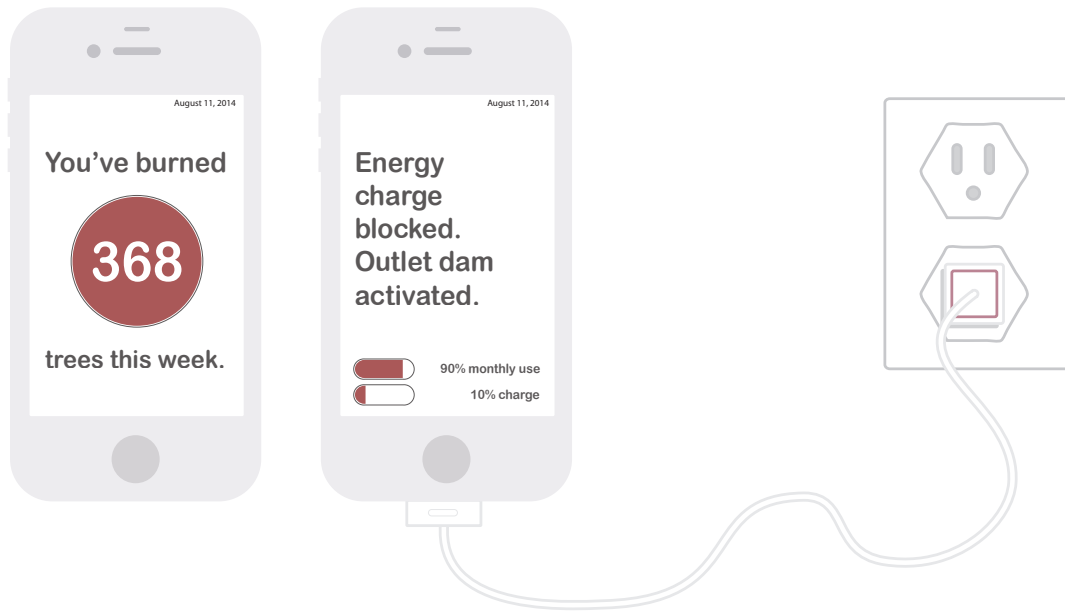 August 11, 2014
You’ve burned
368
trees this week.
August 11, 2014
Energy
charge
blocked.
Outlet dam
activated.
90% monthly use
10% charge